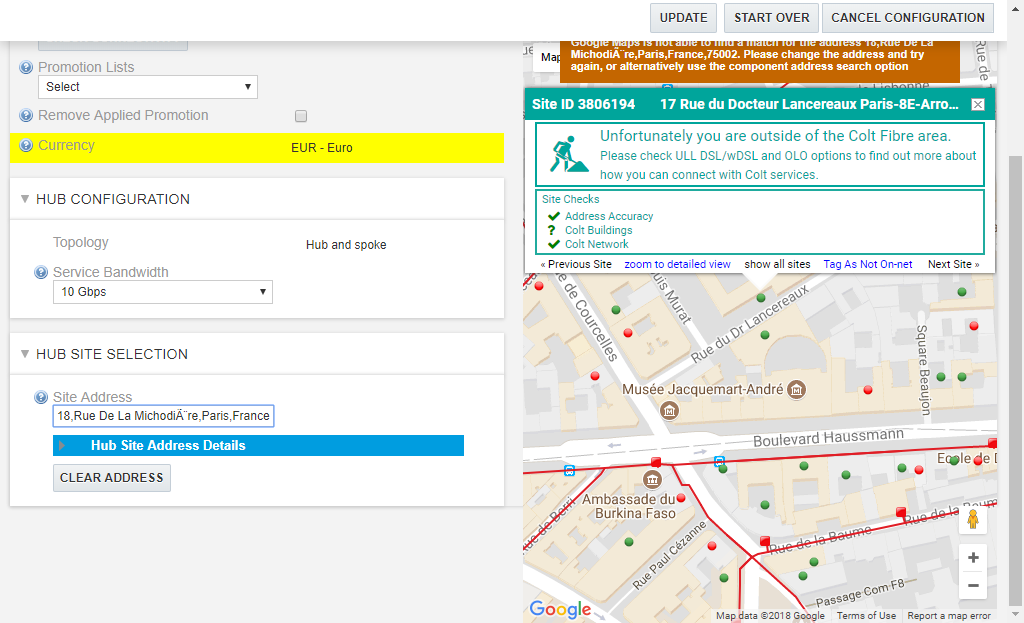 UPDATE
START OVER
CANCEL CONFIGURATION
Promotion Lists
Select
Remove Applied Promotion
Currency
EUR - Euro
HUB CONFIGURATION
Topology
Hub and spoke
Service Bandwidth
10 Gbps
HUB SITE SELECTION
Site Address
18,Rue De La MichodiÃ¨re,Paris,France
Hub Site Address Details
CLEAR ADDRESS
Map
Google Maps is not able to find a match for the address 18,Rue De La
MichodiÃ¨re,Paris,France,75002. Please change the address and try
again, or alternatively use the component address search option
Rue de
Site ID 3806194
17 Rue du Docteur Lancereaux Paris-8E-Arro...
Unfortunately you are outside of the Colt Fibre area.
Please check ULL DSL/wDSL and OLO options to find out more about
how you can connect with Colt services.
Site Checks
Address Accuracy
? Colt Buildings
Colt Network
« Previous Site
zoom to detailed view
show all sites
Tag As Not On-net
Next Site »
de Courcelles
uis Murat
Rue du Dr Lancereaux
Square Beaujon
Musée Jacquemart-André
Boulevard Haussmann
Ecole de D
Ambassade du
Burkina Faso
Rue de Berri
Rue de la Baume
Rue de la Baume
Rue Paul Cézanne
Passage Com F8
+
−
Google
Map data ©2018 Google
Terms of Use
Report a map error